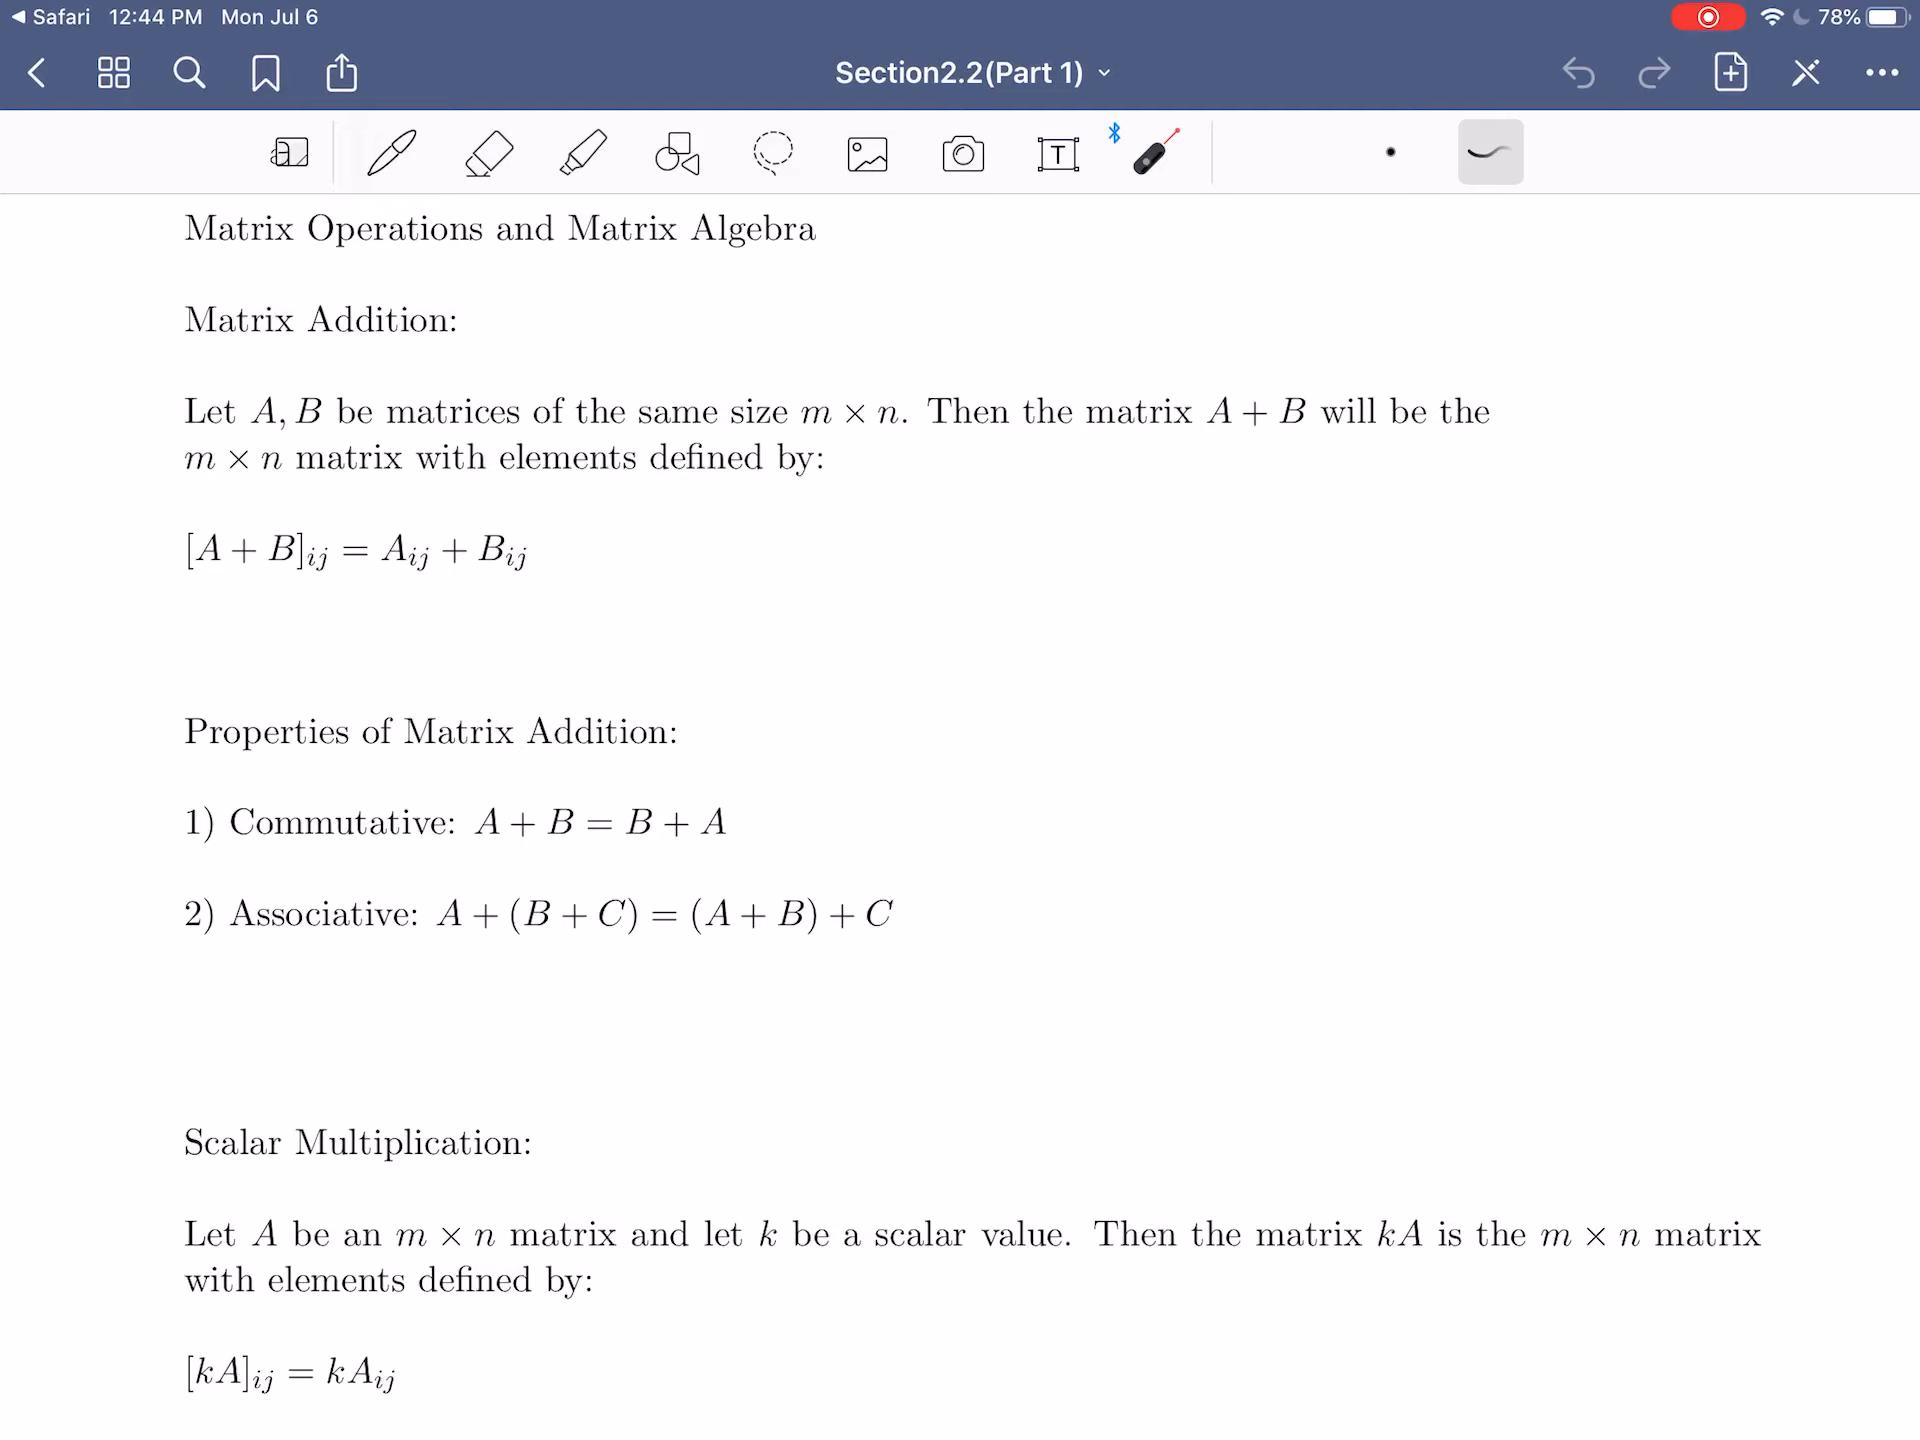 ◀ Safari 12:44 PM Mon Jul 6 78%
Section2.2(Part 1)
Matrix Operations and Matrix Algebra
Matrix Addition:
Let A, B be matrices of the same size m × n. Then the matrix A + B will be the
m × n matrix with elements defined by:
[A + B]ij = Aij + Bij
Properties of Matrix Addition:
1) Commutative: A + B = B + A
2) Associative: A + (B + C) = (A + B) + C
Scalar Multiplication:
Let A be an m × n matrix and let k be a scalar value. Then the matrix kA is the m × n matrix
with elements defined by:
[kA]ij = kAij